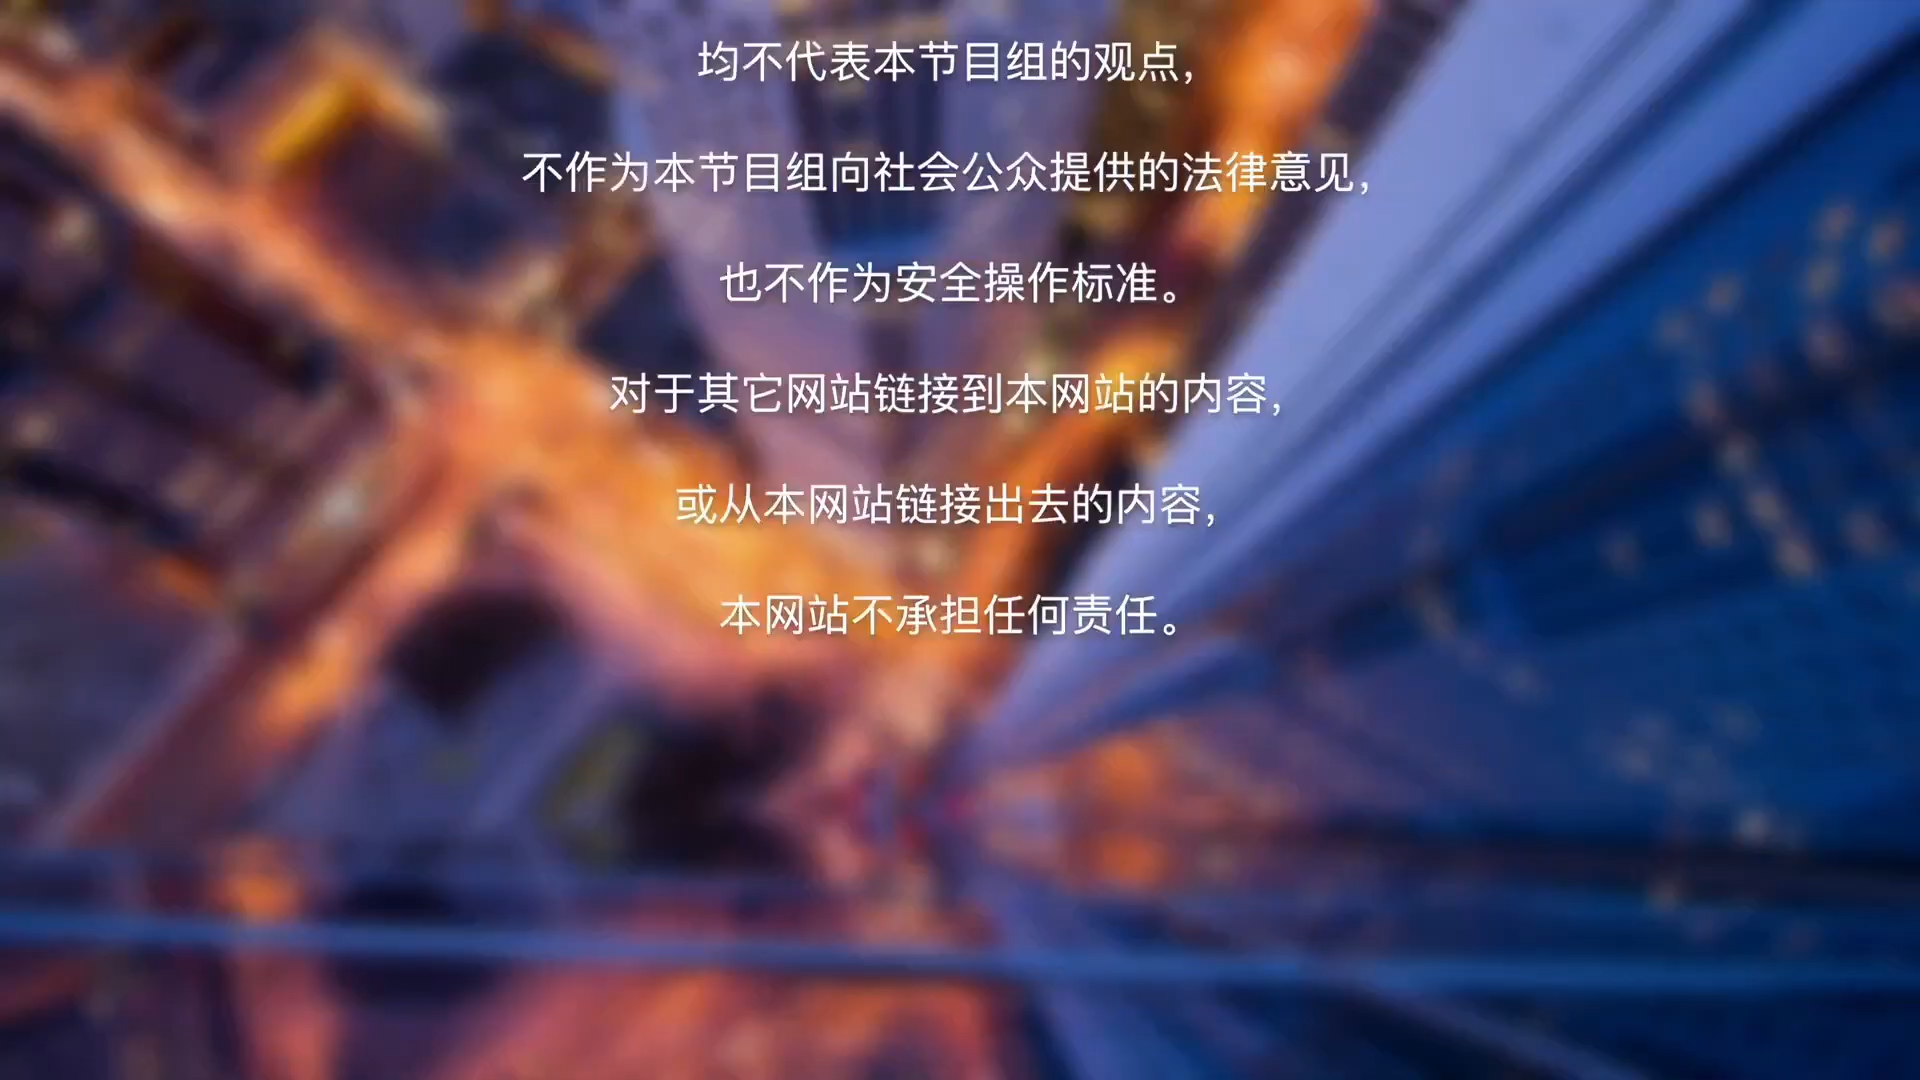 均不代表本节目组的观点，
不作为本节目组向社会公众提供的法律意见，
也不作为安全操作标准。
对于其它网站链接到本网站的内容，
或从本网站链接出去的内容，
本网站不承担任何责任。